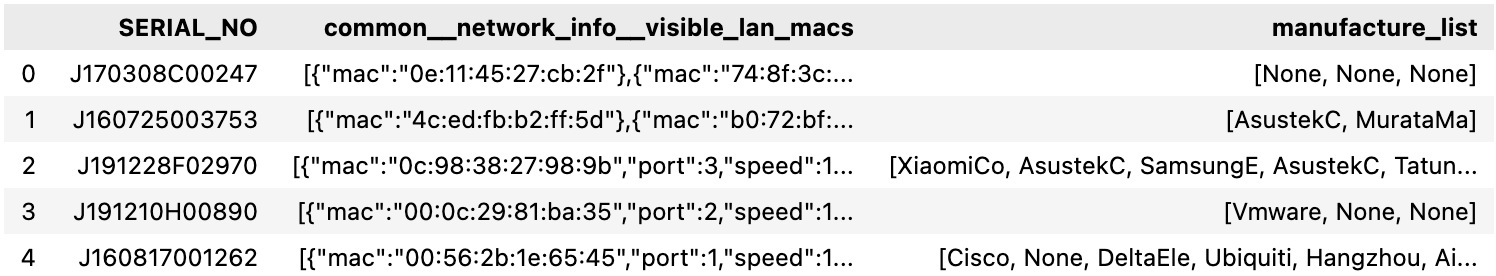 SERIAL_NO common__network_info__visible_lan_macs manufacture_list
0 J170308C00247 [{"mac":"0e:11:45:27:cb:2f"},{"mac":"74:8f:3c:... [None, None, None]
1 J160725003753 [{"mac":"4c:ed:fb:b2:ff:5d"},{"mac":"b0:72:bf:... [AsustekC, MurataMa]
2 J191228F02970 [{"mac":"0c:98:38:27:98:9b","port":3,"speed":1... [XiaomiCo, AsustekC, SamsungE, AsustekC, Tatun...
3 J191210H00890 [{"mac":"00:0c:29:81:ba:35","port":2,"speed":1... [Vmware, None, None]
4 J160817001262 [{"mac":"00:56:2b:1e:65:45","port":1,"speed":1... [Cisco, None, DeltaEle, Ubiquiti, Hangzhou, Ai...